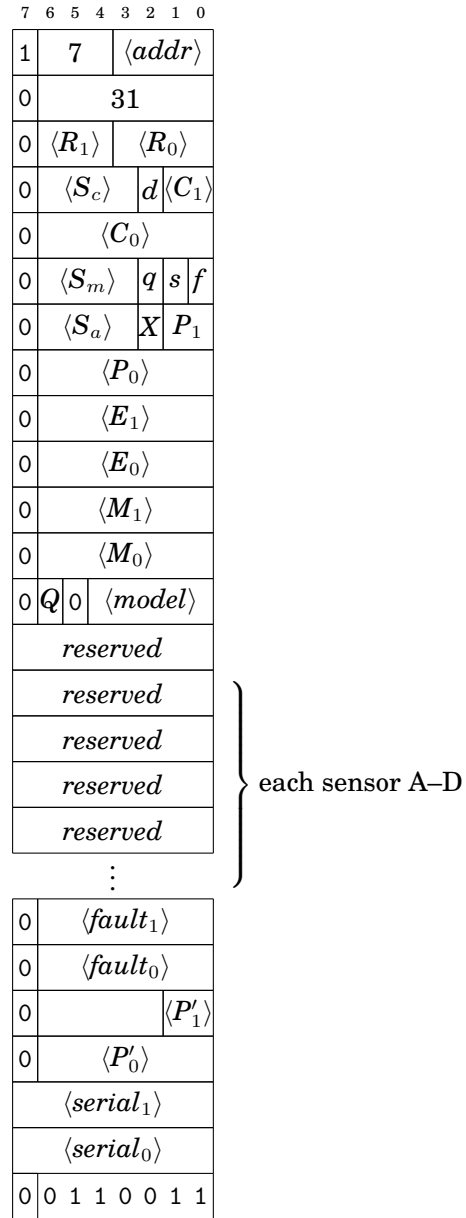 7 6 5 4 3 2 1 0
1 7 ⟨addr⟩
0 31
0 ⟨R₁⟩ ⟨R₀⟩
0 ⟨S_c⟩ d ⟨C₁⟩
0 ⟨C₀⟩
0 ⟨S_m⟩ q s f
0 ⟨S_a⟩ X P₁
0 ⟨P₀⟩
0 ⟨E₁⟩
0 ⟨E₀⟩
0 ⟨M₁⟩
0 ⟨M₀⟩
0 Q 0 ⟨model⟩
reserved
reserved
reserved
reserved
reserved
each sensor A–D
⋮
0 ⟨fault₁⟩
0 ⟨fault₀⟩
0 ⟨P′₁⟩
0 ⟨P′₀⟩
⟨serial₁⟩
⟨serial₀⟩
0 0 1 1 0 0 1 1